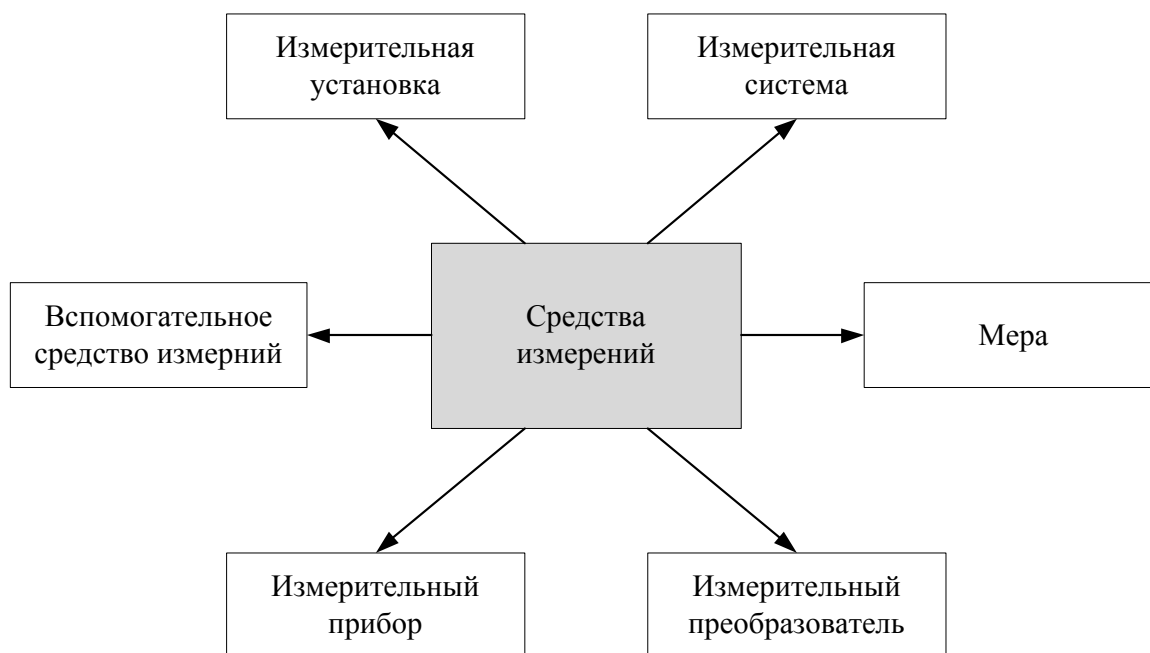 Измерительная
установка
Измерительная
система
Вспомогательное
средство измерний
Средства
измерений
Мера
Измерительный
прибор
Измерительный
преобразователь